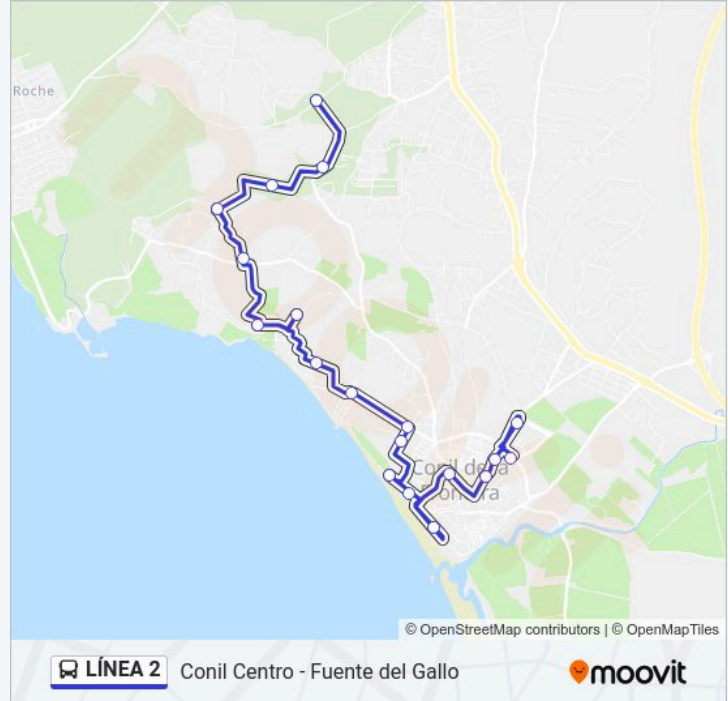 Roche
Conil de la
Frontera
© OpenStreetMap contributors | © OpenMapTiles
LÍNEA 2
Conil Centro - Fuente del Gallo
moovit